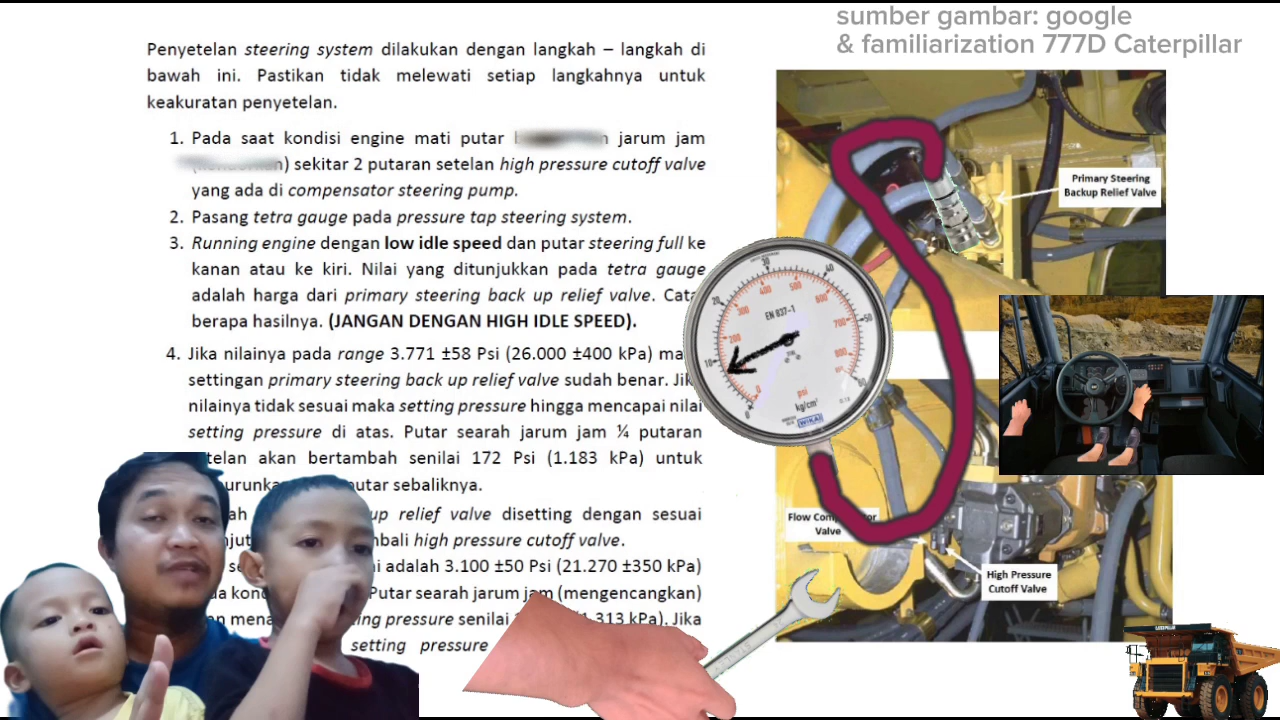 sumber gambar: google
& familiarization 777D Caterpillar
Penyetelan steering system dilakukan dengan langkah – langkah di
bawah ini. Pastikan tidak melewati setiap langkahnya untuk
keakuratan penyetelan.
1. Pada saat kondisi engine mati putar jarum jam
) sekitar 2 putaran setelan high pressure cutoff valve
yang ada di compensator steering pump.
2. Pasang tetra gauge pada pressure tap steering system.
3. Running engine dengan low idle speed dan putar steering full ke
kanan atau ke kiri. Nilai yang ditunjukkan pada tetra gauge
adalah harga dari primary steering back up relief valve.
berapa hasilnya. (JANGAN DENGAN HIGH IDLE SPEED).
4. Jika nilainya pada range 3.771 ±58 Psi (26.000 ±400 kPa)
settingan primary steering back up relief valve sudah benar.
nilainya tidak sesuai maka setting pressure hingga mencapai nilai
setting pressure di atas. Putar searah jarum jam ¼ putaran
akan bertambah senilai 172 Psi (1.183 kPa) untuk
sebaliknya.
up relief valve disetting dengan sesuai
high pressure cutoff valve.
adalah 3.100 ±50 Psi (21.270 ±350 kPa)
Putar searah jarum jam (mengencangkan)
pressure senilai 313 kPa). Jika
setting pressure
Primary Steering
Backup Relief Valve
EN 837-1
psi
kg/cm²
WIKA
Flow
Valve
High Pressure
Cutoff Valve